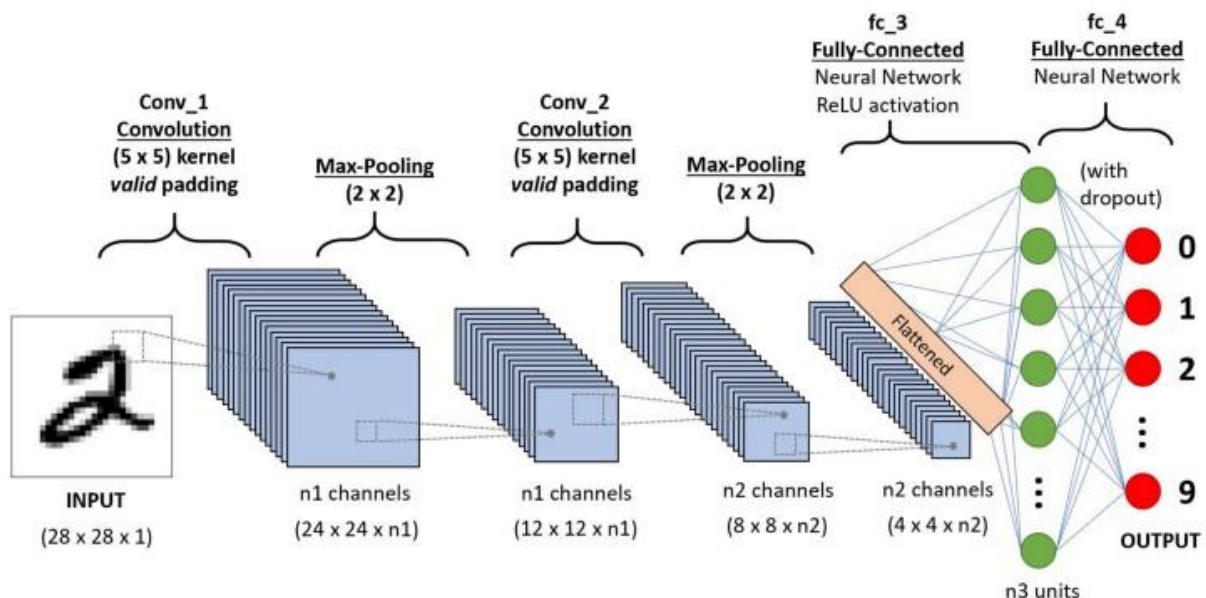 fc_3
Fully-Connected
Neural Network
ReLU activation
fc_4
Fully-Connected
Neural Network
Conv_1
Convolution
(5 x 5) kernel
valid padding
Max-Pooling
(2 x 2)
Conv_2
Convolution
(5 x 5) kernel
valid padding
Max-Pooling
(2 x 2)
(with
dropout)
Flattened
0
1
2
9
INPUT
(28 x 28 x 1)
n1 channels
(24 x 24 x n1)
n1 channels
(12 x 12 x n1)
n2 channels
(8 x 8 x n2)
n2 channels
(4 x 4 x n2)
OUTPUT
n3 units